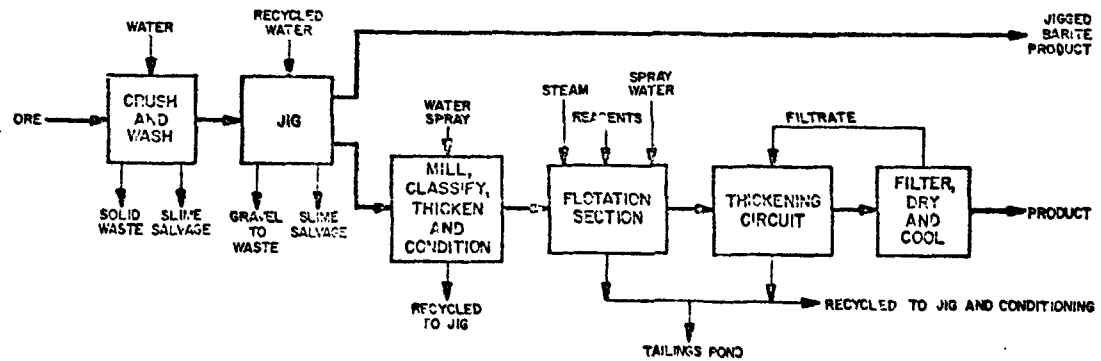 WATER
RECYCLED
WATER
JIGGED
BARITE
PRODUCT
ORE
CRUSH
AND
WASH
JIG
WATER
SPRAY
STEAM
REAGENTS
SPRAY
WATER
FILTRATE
SOLID
WASTE
SLIME
SALVAGE
GRAVEL
TO
WASTE
SLIME
SALVAGE
MILL,
CLASSIFY,
THICKEN
AND
CONDITION
FLOTATION
SECTION
THICKENING
CIRCUIT
FILTER,
DRY
AND
COOL
PRODUCT
RECYCLED
TO JIG
RECYCLED TO JIG AND CONDITIONING
TAILINGS POND